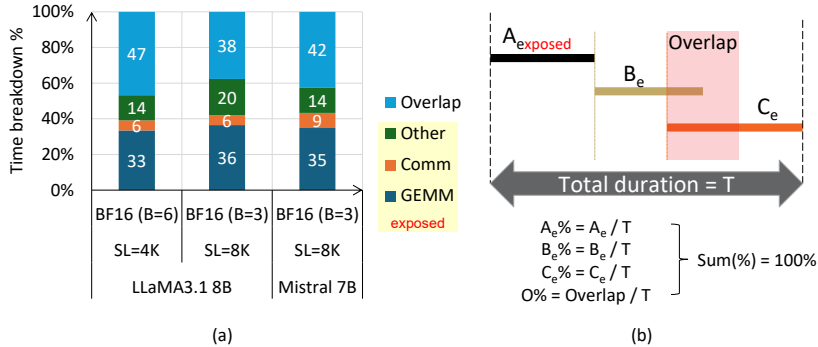 100%
80%
60%
40%
20%
0%
Time breakdown %
47
38
42
14
20
14
6
6
9
33
36
35
BF16 (B=6)
BF16 (B=3)
BF16 (B=3)
SL=4K
SL=8K
SL=8K
LLaMA3.1 8B
Mistral 7B
Overlap
Other
Comm
GEMM
exposed
(a)
Aexposed
Overlap
Be
Ce
Total duration = T
Ae% = Ae / T
Be% = Be / T
Ce% = Ce / T
O% = Overlap / T
Sum(%) = 100%
(b)